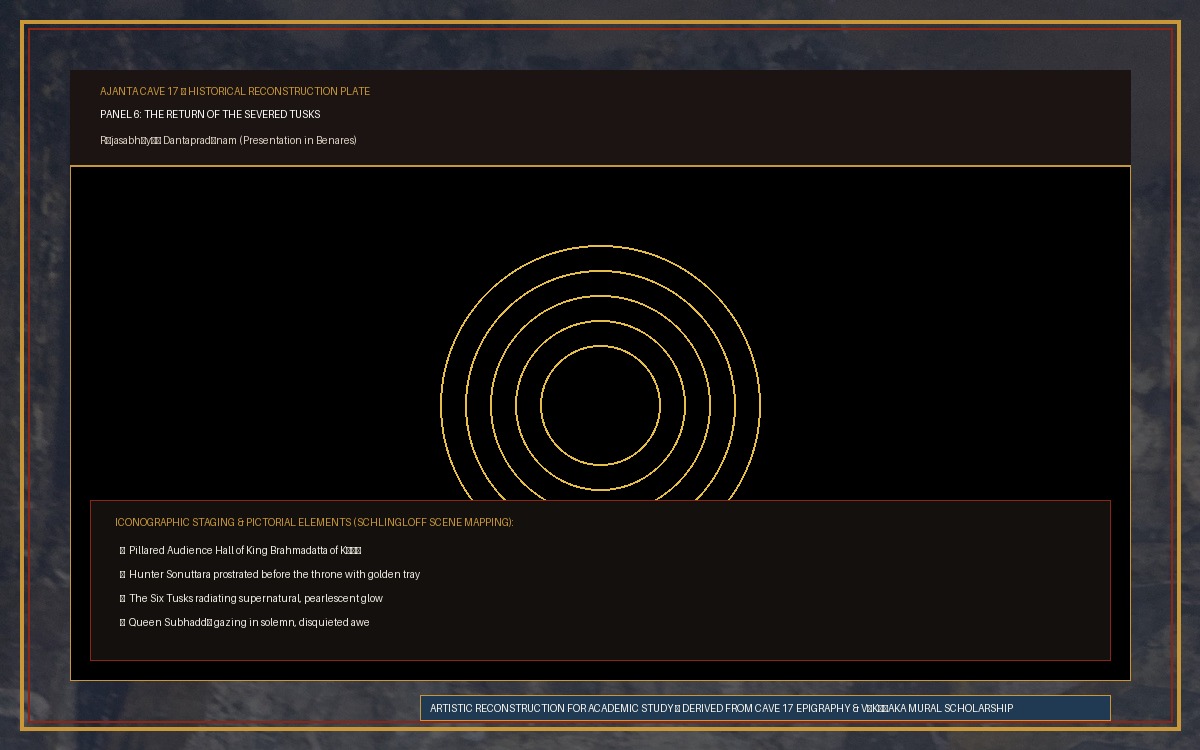 AJANTA CAVE 17 ▯ HISTORICAL RECONSTRUCTION PLATE
PANEL 6: THE RETURN OF THE SEVERED TUSKS
(Presentation in Benares)
ICONOGRAPHIC STAGING & PICTORIAL ELEMENTS (SCHLINGLOFF SCENE MAPPING):
▯ Pillared Audience Hall of King Brahmadatta of
▯ Hunter Sonuttara prostrated before the throne with golden tray
▯ The Six Tusks radiating supernatural, pearlescent glow
▯ Queen gazing in solemn, disquieted awe
ARTISTIC RECONSTRUCTION FOR ACADEMIC STUDY ▯ DERIVED FROM CAVE 17 EPIGRAPHY & MURAL SCHOLARSHIP